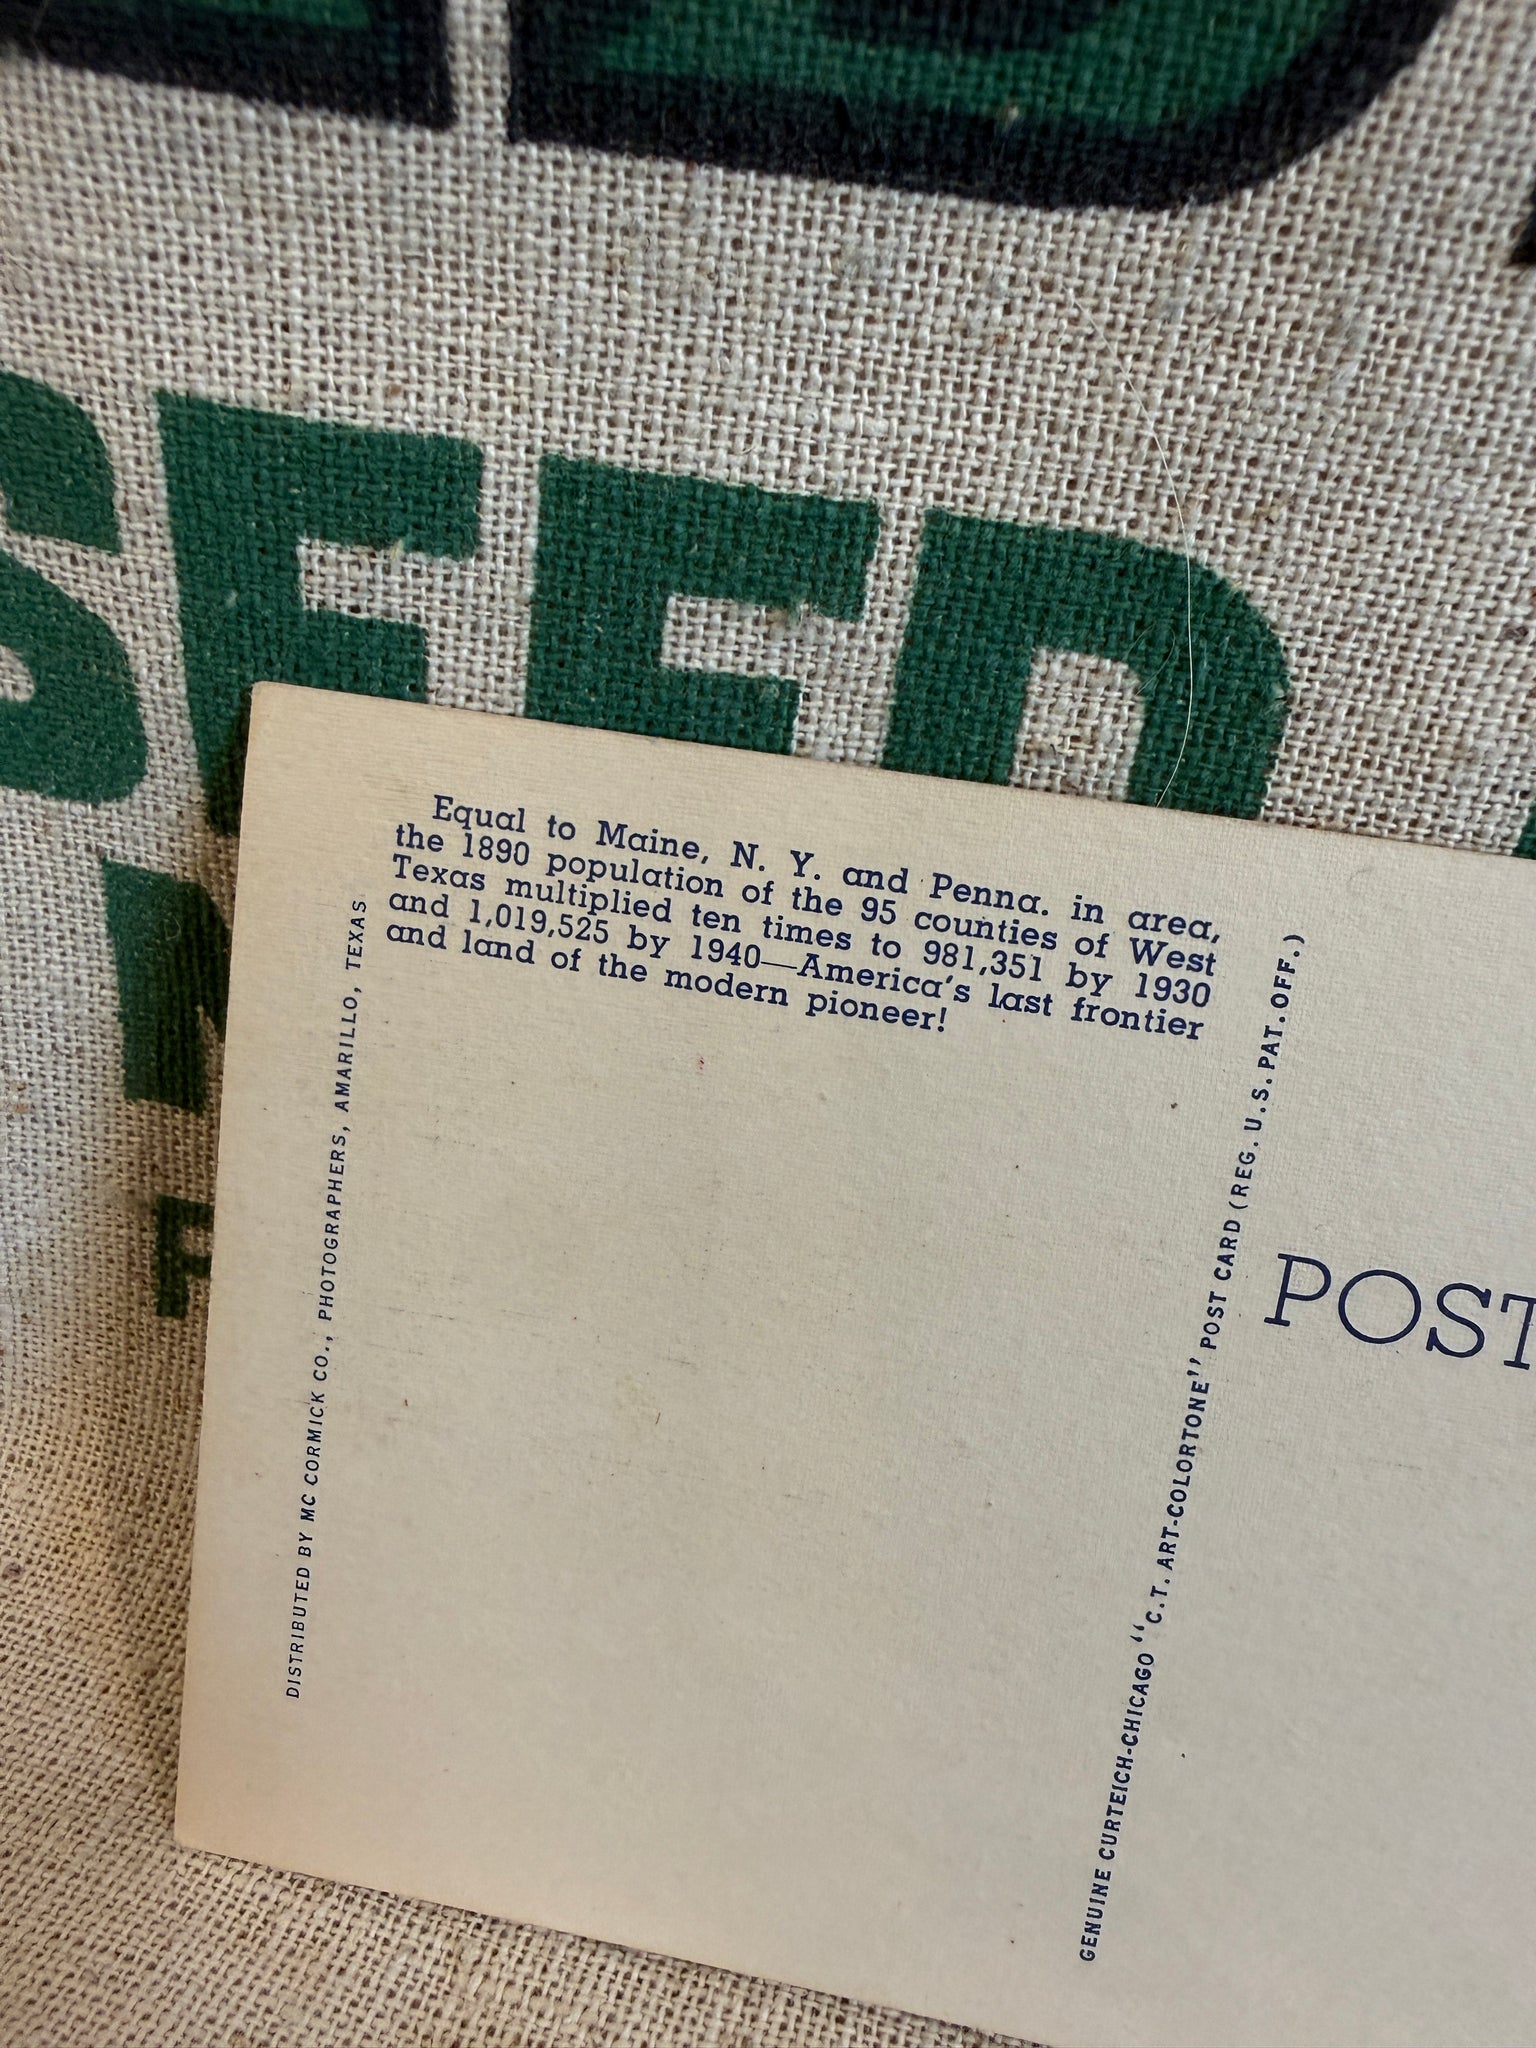 SEED
Equal to Maine, N. Y. and Penna. in area,
the 1890 population of the 95 counties of West
Texas multiplied ten times to 981,351 by 1930
and 1,019,525 by 1940—America's last frontier
and land of the modern pioneer!
DISTRIBUTED BY MC CORMICK CO., PHOTOGRAPHERS, AMARILLO, TEXAS
GENUINE CURTEICH-CHICAGO "C.T. ART-COLORTONE" POST CARD (REG. U.S. PAT. OFF.)
POST